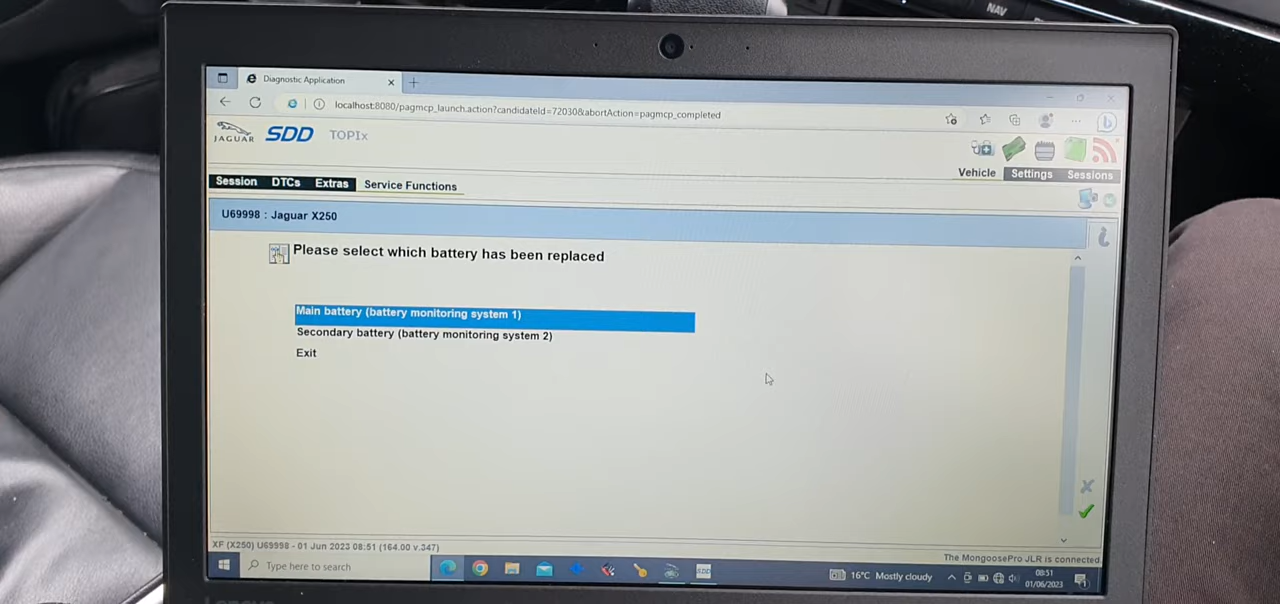 NAV
Diagnostic Application
localhost:8080/pagmcp_launch.action?candidateId=72030&abortAction=pagmcp_completed
JAGUAR SDD TOPIx
Vehicle Settings Sessions
Session DTCs Extras Service Functions
U69998 : Jaguar X250
Please select which battery has been replaced
Main battery (battery monitoring system 1)
Secondary battery (battery monitoring system 2)
Exit
XF (X250) U69998 - 01 Jun 2023 08:51 (164.00 v.347)
The MongoosePro JLR is connected
Type here to search
SDD
16°C Mostly cloudy
08:51
01/06/2023